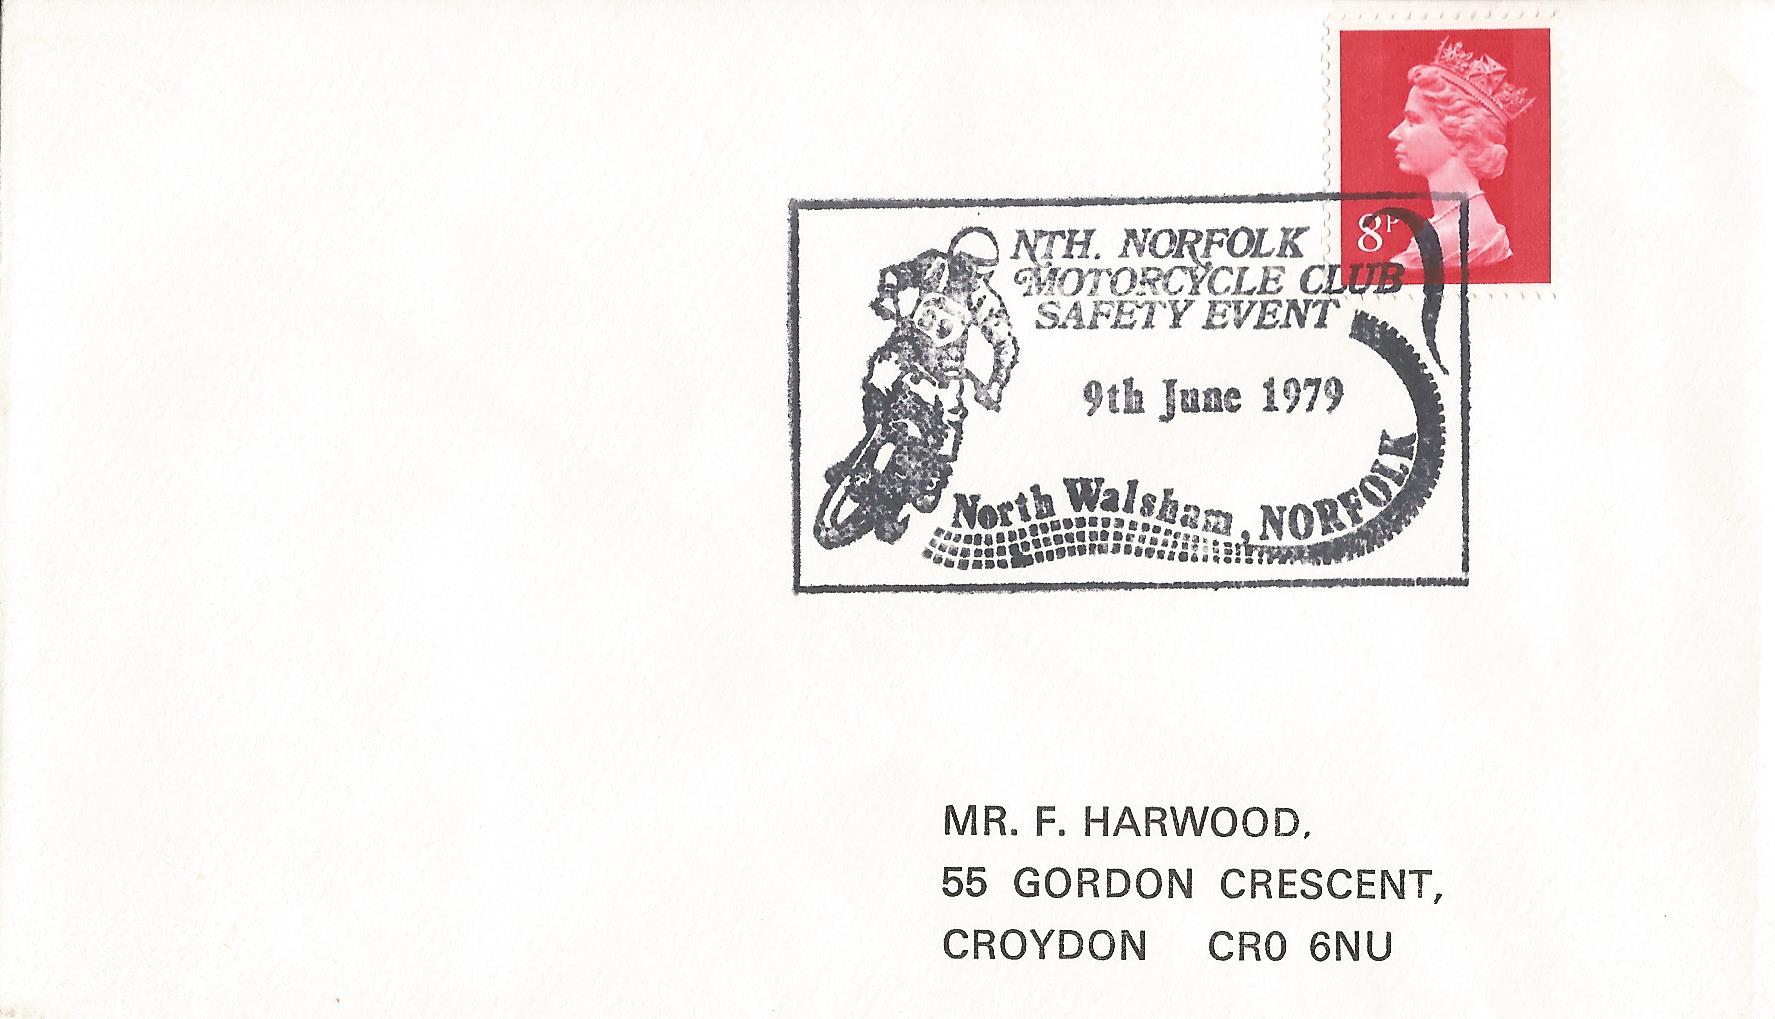 8P
NTH. NORFOLK
MOTORCYCLE CLUB
SAFETY EVENT
9th June 1979
North Walsham, NORFOLK
MR. F. HARWOOD,
55 GORDON CRESCENT,
CROYDON CR0 6NU